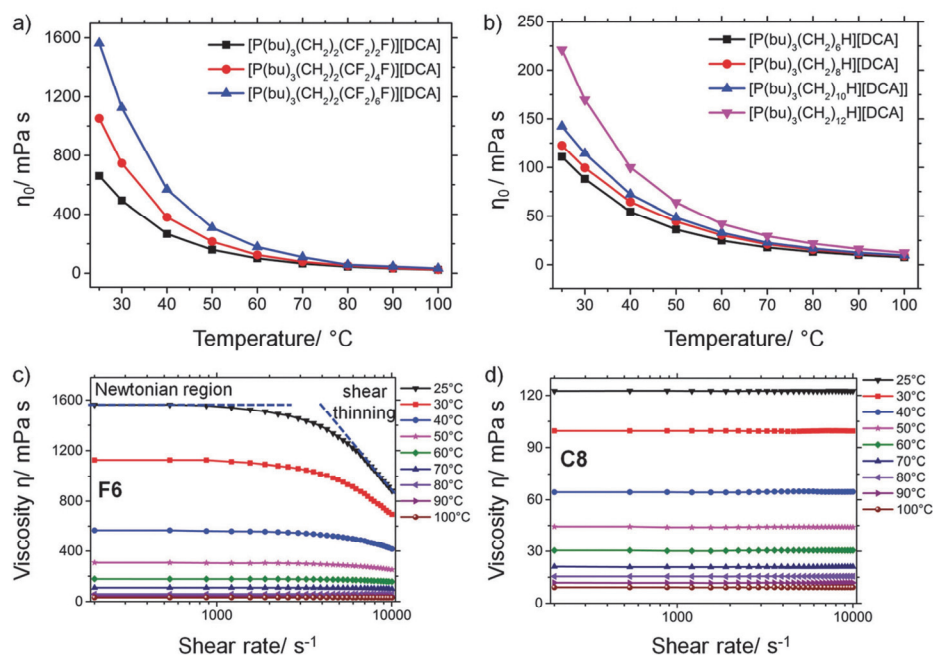 a)
1600
1200
800
400
0
η₀/ mPa s
30 40 50 60 70 80 90 100
Temperature/ °C
[P(bu)₃(CH₂)₂(CF₂)₂F)][DCA]
[P(bu)₃(CH₂)₂(CF₂)₄F)][DCA]
[P(bu)₃(CH₂)₂(CF₂)₆F)][DCA]
b)
250
200
150
100
50
0
η₀/ mPa s
30 40 50 60 70 80 90 100
Temperature/ °C
[P(bu)₃(CH₂)₆H][DCA]
[P(bu)₃(CH₂)₈H][DCA]
[P(bu)₃(CH₂)₁₀H][DCA]]
[P(bu)₃(CH₂)₁₂H][DCA]
c)
Newtonian region
shear
thinning
1600
1200
800
400
0
Viscosity η/ mPa s
F6
1000 10000
Shear rate/ s⁻¹
25°C
30°C
40°C
50°C
60°C
70°C
80°C
90°C
100°C
d)
120
90
60
30
0
Viscosity η/ mPa s
C8
1000 10000
Shear rate/ s⁻¹
25°C
30°C
40°C
50°C
60°C
70°C
80°C
90°C
100°C